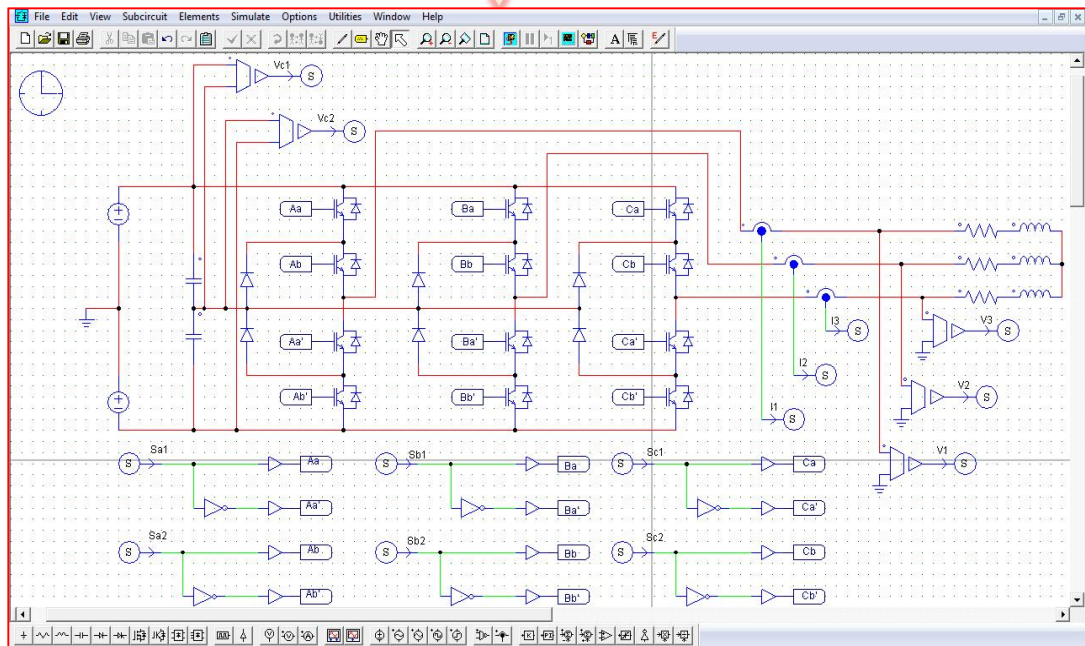 File Edit View Subcircuit Elements Simulate Options Utilities Window Help
Vc1
S
Vc2
S
Aa
Ba
Ca
Ab
Bb
Cb
Aa'
Ba'
Ca'
Ab'
Bb'
Cb'
I3
S
V3
S
I2
S
V2
S
I1
S
V1
S
S
Sa1
Aa
Aa'
S
Sb1
Ba
Ba'
S
Sc1
Ca
Ca'
S
Sa2
Ab
Ab'
S
Sb2
Bb
Bb'
S
Sc2
Cb
Cb'